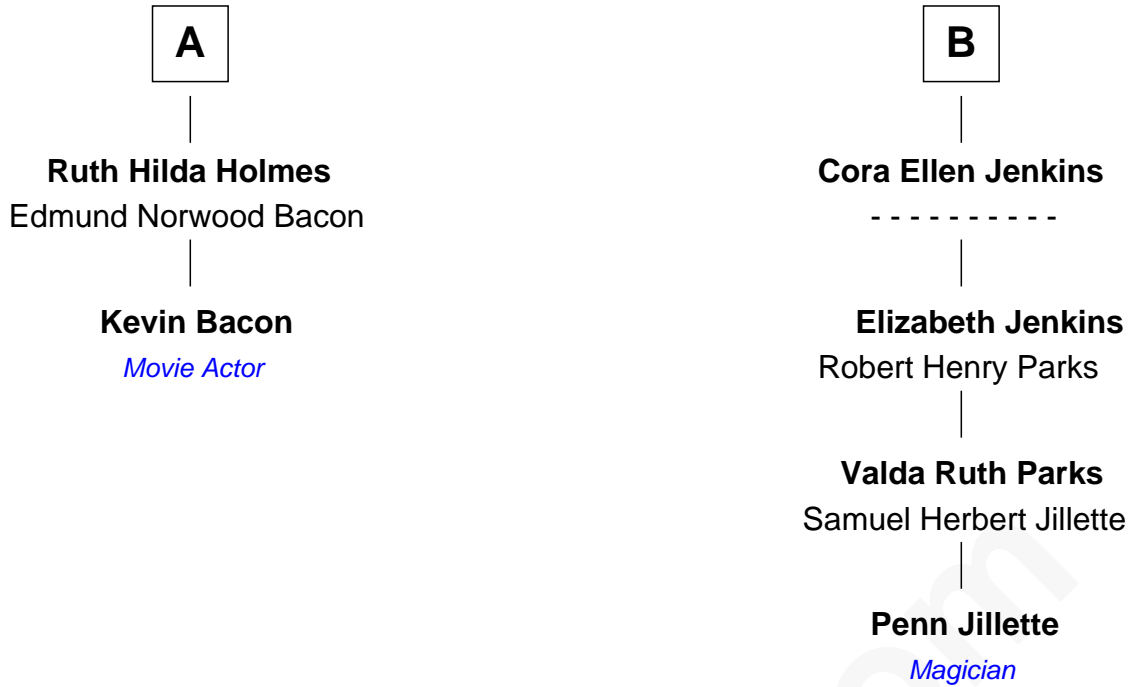 A
Ruth Hilda Holmes
Edmund Norwood Bacon
Kevin Bacon
Movie Actor
B
Cora Ellen Jenkins
- - - - - - - - - -
Elizabeth Jenkins
Robert Henry Parks
Valda Ruth Parks
Samuel Herbert Jillette
Penn Jillette
Magician